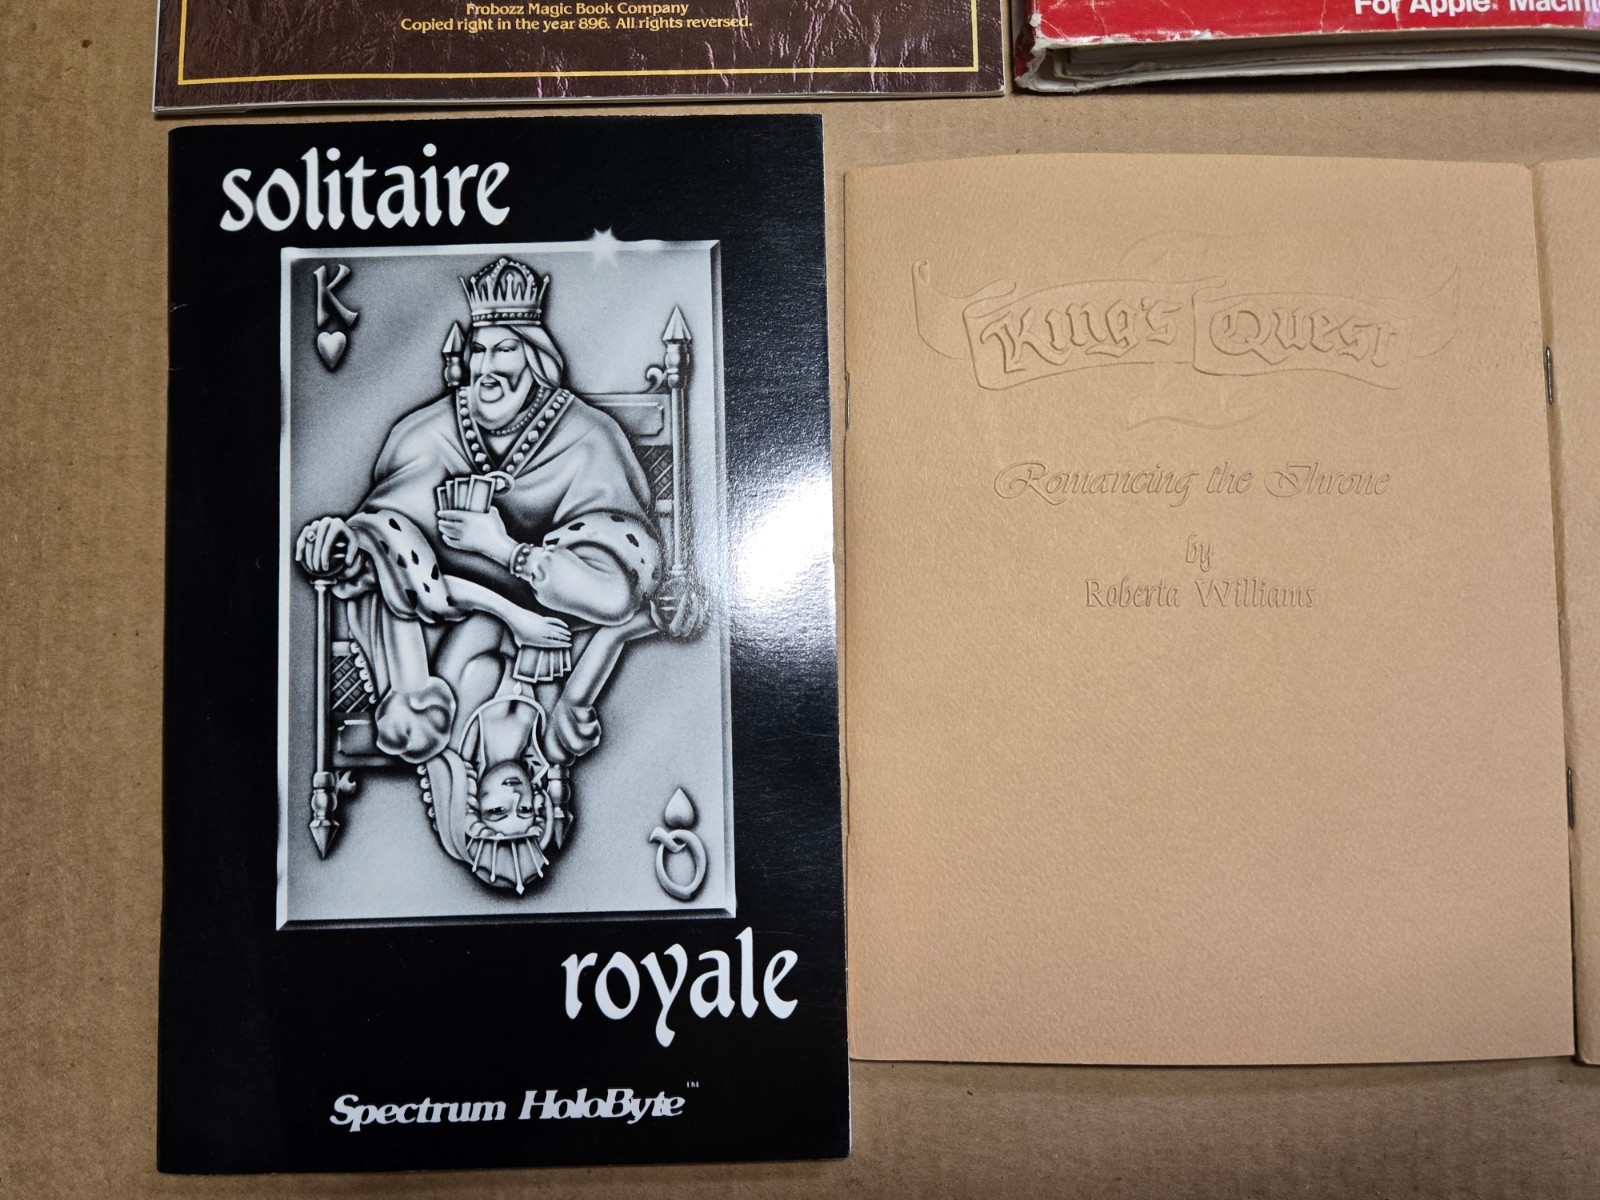 Frobozz Magic Book Company
Copied right in the year 896. All rights reversed.
For Apple
solitaire
K
Q
royale
Spectrum HoloByte™
King's Quest
Romancing the Throne
by
Roberta Williams